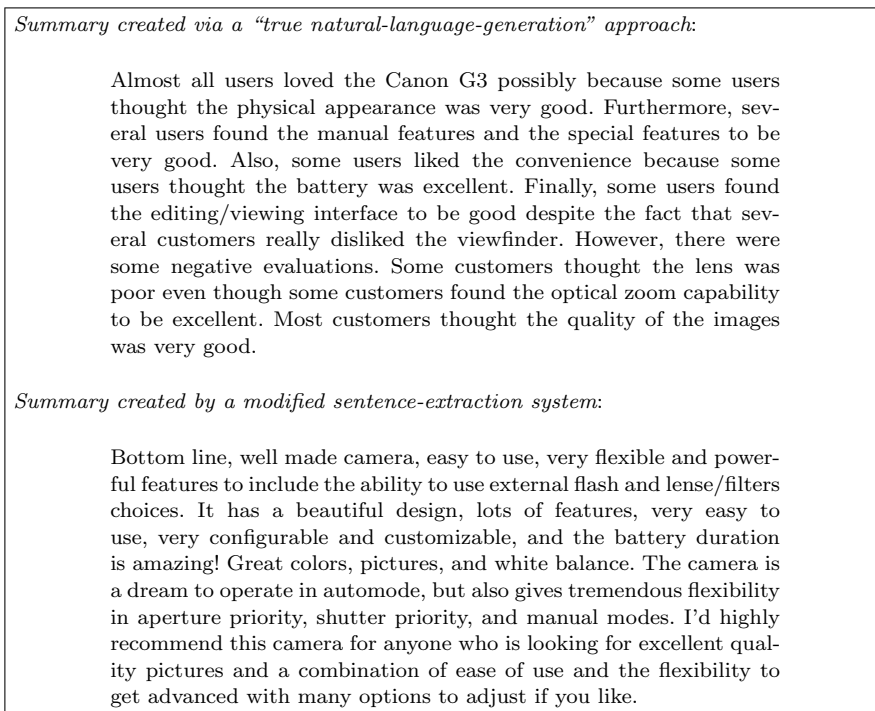 Summary created via a “true natural-language-generation” approach:
Almost all users loved the Canon G3 possibly because some users
thought the physical appearance was very good. Furthermore, sev-
eral users found the manual features and the special features to be
very good. Also, some users liked the convenience because some
users thought the battery was excellent. Finally, some users found
the editing/viewing interface to be good despite the fact that sev-
eral customers really disliked the viewfinder. However, there were
some negative evaluations. Some customers thought the lens was
poor even though some customers found the optical zoom capability
to be excellent. Most customers thought the quality of the images
was very good.
Summary created by a modified sentence-extraction system:
Bottom line, well made camera, easy to use, very flexible and power-
ful features to include the ability to use external flash and lense/filters
choices. It has a beautiful design, lots of features, very easy to
use, very configurable and customizable, and the battery duration
is amazing! Great colors, pictures, and white balance. The camera is
a dream to operate in automode, but also gives tremendous flexibility
in aperture priority, shutter priority, and manual modes. I’d highly
recommend this camera for anyone who is looking for excellent qual-
ity pictures and a combination of ease of use and the flexibility to
get advanced with many options to adjust if you like.